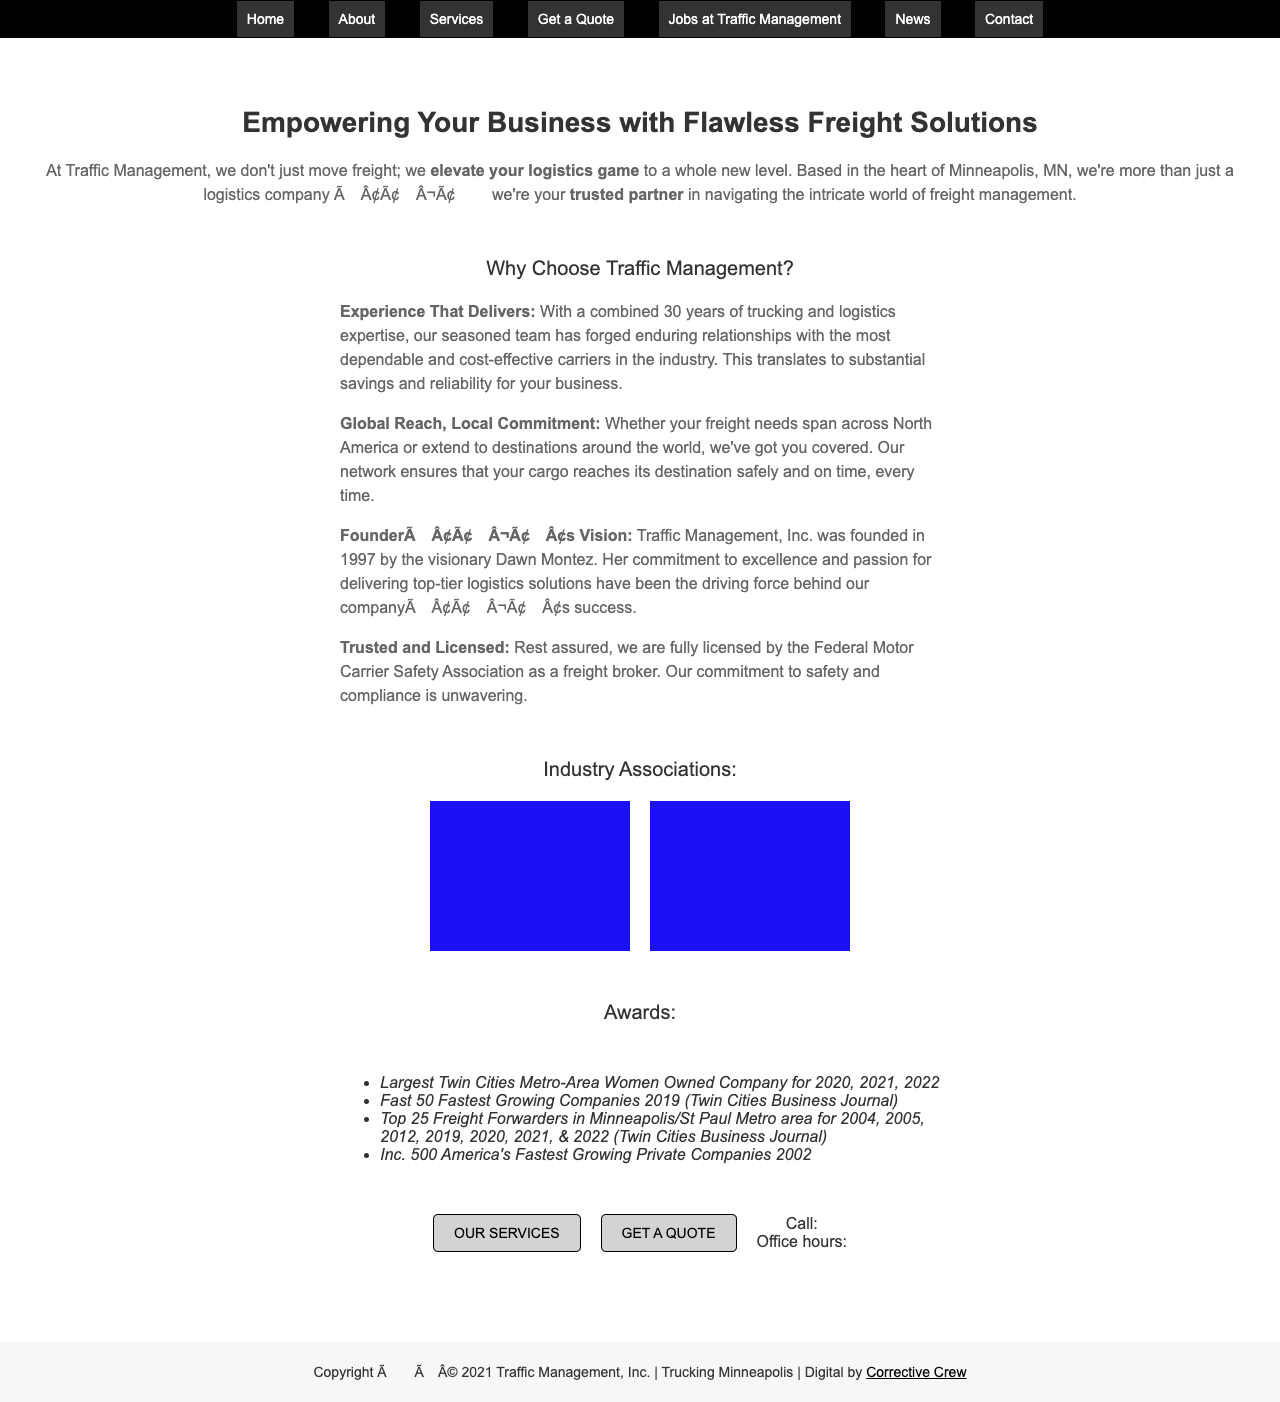 Home About Services Get a Quote Jobs at Traffic Management News Contact
Empowering Your Business with Flawless Freight Solutions
At Traffic Management, we don't just move freight; we elevate your logistics game to a whole new level. Based in the heart of Minneapolis, MN, we're more than just a
logistics company Ã Â¢Ã¢ Â¬Ã¢ we're your trusted partner in navigating the intricate world of freight management.
Why Choose Traffic Management?
Experience That Delivers: With a combined 30 years of trucking and logistics
expertise, our seasoned team has forged enduring relationships with the most
dependable and cost-effective carriers in the industry. This translates to substantial
savings and reliability for your business.
Global Reach, Local Commitment: Whether your freight needs span across North
America or extend to destinations around the world, we've got you covered. Our
network ensures that your cargo reaches its destination safely and on time, every
time.
FounderÃ Â¢Ã¢ Â¬Ã¢ Â¢s Vision: Traffic Management, Inc. was founded in
1997 by the visionary Dawn Montez. Her commitment to excellence and passion for
delivering top-tier logistics solutions have been the driving force behind our
companyÃ Â¢Ã¢ Â¬Ã¢ Â¢s success.
Trusted and Licensed: Rest assured, we are fully licensed by the Federal Motor
Carrier Safety Association as a freight broker. Our commitment to safety and
compliance is unwavering.
Industry Associations:
Awards:
• Largest Twin Cities Metro-Area Women Owned Company for 2020, 2021, 2022
• Fast 50 Fastest Growing Companies 2019 (Twin Cities Business Journal)
• Top 25 Freight Forwarders in Minneapolis/St Paul Metro area for 2004, 2005,
2012, 2019, 2020, 2021, & 2022 (Twin Cities Business Journal)
• Inc. 500 America's Fastest Growing Private Companies 2002
OUR SERVICES GET A QUOTE
Call:
Office hours:
Copyright Ã Ã Â© 2021 Traffic Management, Inc. | Trucking Minneapolis | Digital by Corrective Crew